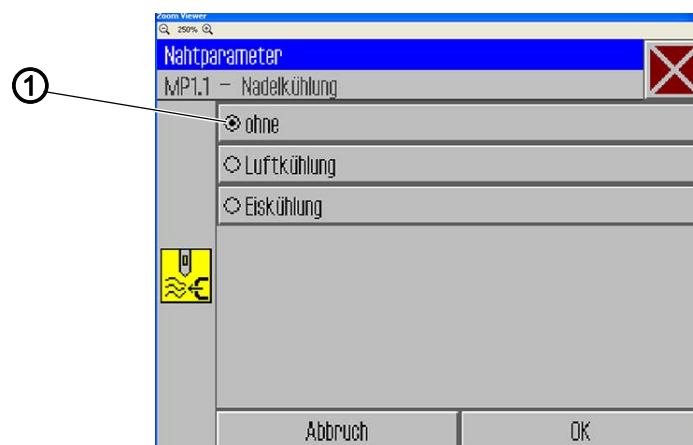 Zoom Viewer
250%
Nahtparameter
MP1.1 - Nadelkühlung
1
ohne
Luftkühlung
Eiskühlung
Abbruch OK